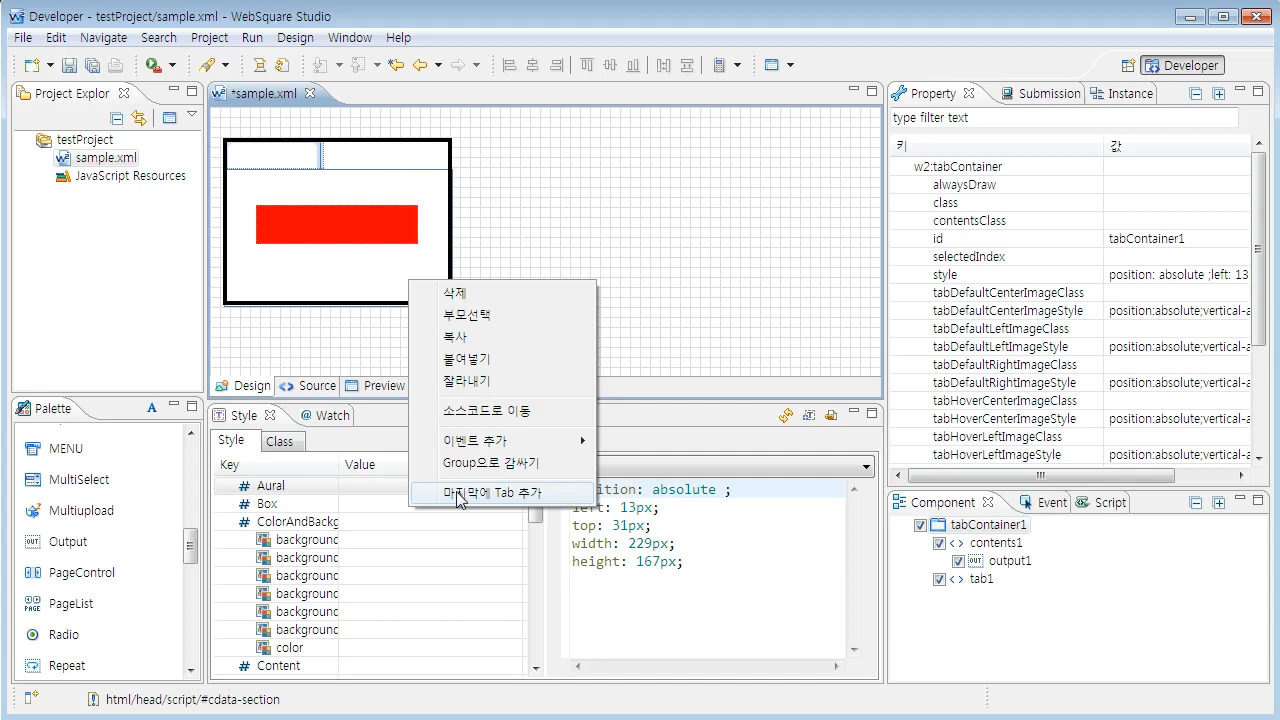 Developer - testProject/sample.xml - WebSquare Studio
File Edit Navigate Search Project Run Design Window Help
Developer
Project Explor
testProject
sample.xml
JavaScript Resources
*sample.xml
Design Source Preview
삭제
부모선택
복사
붙여넣기
잘라내기
소스코드로 이동
이벤트 추가
Group으로 감싸기
마지막에 Tab 추가
Palette
MENU
MultiSelect
Multiupload
Output
PageControl
PageList
Radio
Repeat
Style Watch
Style Class
Key Value
Aural
Box
ColorAndBackg
background
background
background
background
background
background
color
Content
position: absolute ;
left: 13px;
top: 31px;
width: 229px;
height: 167px;
Property Submission Instance
type filter text
키 값
w2:tabContainer
alwaysDraw
class
contentsClass
id tabContainer1
selectedIndex
style position: absolute ;left: 13
tabDefaultCenterImageClass
tabDefaultCenterImageStyle position:absolute;vertical-a
tabDefaultLeftImageClass
tabDefaultLeftImageStyle position:absolute;vertical-a
tabDefaultRightImageClass
tabDefaultRightImageStyle position:absolute;vertical-a
tabHoverCenterImageClass
tabHoverCenterImageStyle position:absolute;vertical-a
tabHoverLeftImageClass
tabHoverLeftImageStyle position:absolute;vertical-a
Component Event Script
tabContainer1
contents1
output1
tab1
html/head/script/#cdata-section